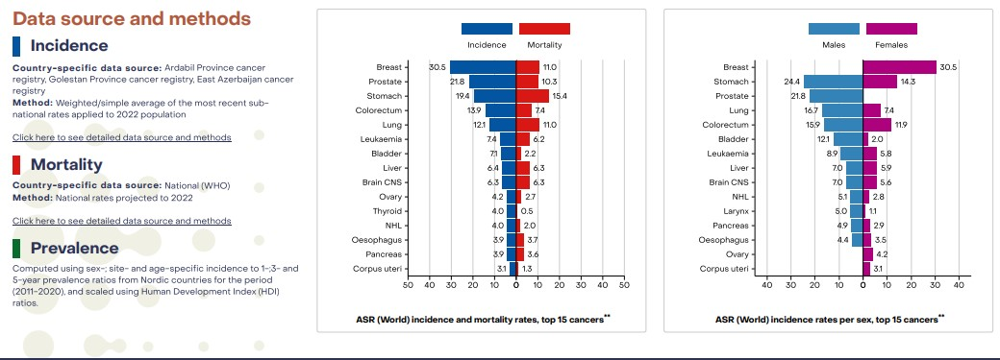 Data source and methods
Incidence
Country-specific data source: Ardabil Province cancer
registry, Golestan Province cancer registry, East Azerbaijan cancer
registry
Method: Weighted/simple average of the most recent sub-
national rates applied to 2022 population
Click here to see detailed data source and methods
Mortality
Country-specific data source: National (WHO)
Method: National rates projected to 2022
Click here to see detailed data source and methods
Prevalence
Computed using sex-; site- and age-specific incidence to 1-;3- and
5-year prevalence ratios from Nordic countries for the period
(2011-2020), and scaled using Human Development Index (HDI)
ratios.
Incidence Mortality
Breast 30.5 11.0
Prostate 21.8 10.3
Stomach 19.4 15.4
Colorectum 13.9 7.4
Lung 12.1 11.0
Leukaemia 7.4 6.2
Bladder 7.1 2.2
Liver 6.4 6.3
Brain CNS 6.3 6.3
Ovary 4.2 2.7
Thyroid 4.0 0.5
NHL 4.0 2.0
Oesophagus 3.9 3.7
Pancreas 3.9 3.6
Corpus uteri 3.1 1.3
50 40 30 20 10 0 10 20 30 40 50
ASR (World) incidence and mortality rates, top 15 cancers**
Males Females
Breast 30.5
Stomach 24.4 14.3
Prostate 21.8
Lung 16.7 7.4
Colorectum 15.9 11.9
Bladder 12.1 2.0
Leukaemia 8.9 5.8
Liver 7.0 5.9
Brain CNS 7.0 5.6
NHL 5.1 2.8
Larynx 5.0 1.1
Pancreas 4.9 2.9
Oesophagus 4.4 3.5
Ovary 4.2
Corpus uteri 3.1
40 30 20 10 0 10 20 30 40
ASR (World) incidence rates per sex, top 15 cancers**